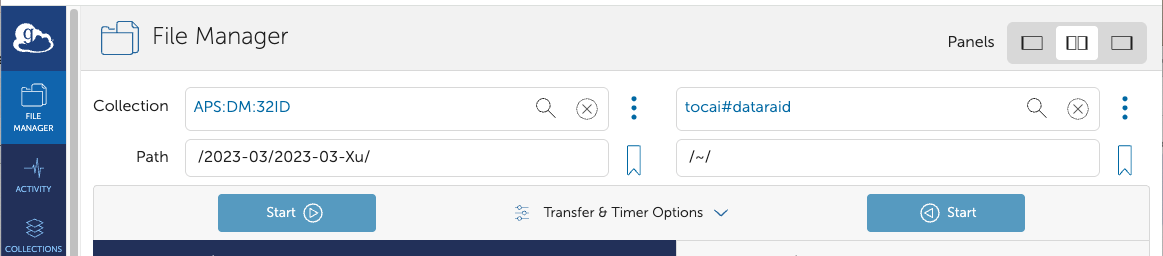 g
File Manager
Panels
FILE
MANAGER
ACTIVITY
COLLECTIONS
Collection
APS:DM:32ID
tocai#dataraid
Path
/2023-03/2023-03-Xu/
/~/
Start
Transfer & Timer Options
Start